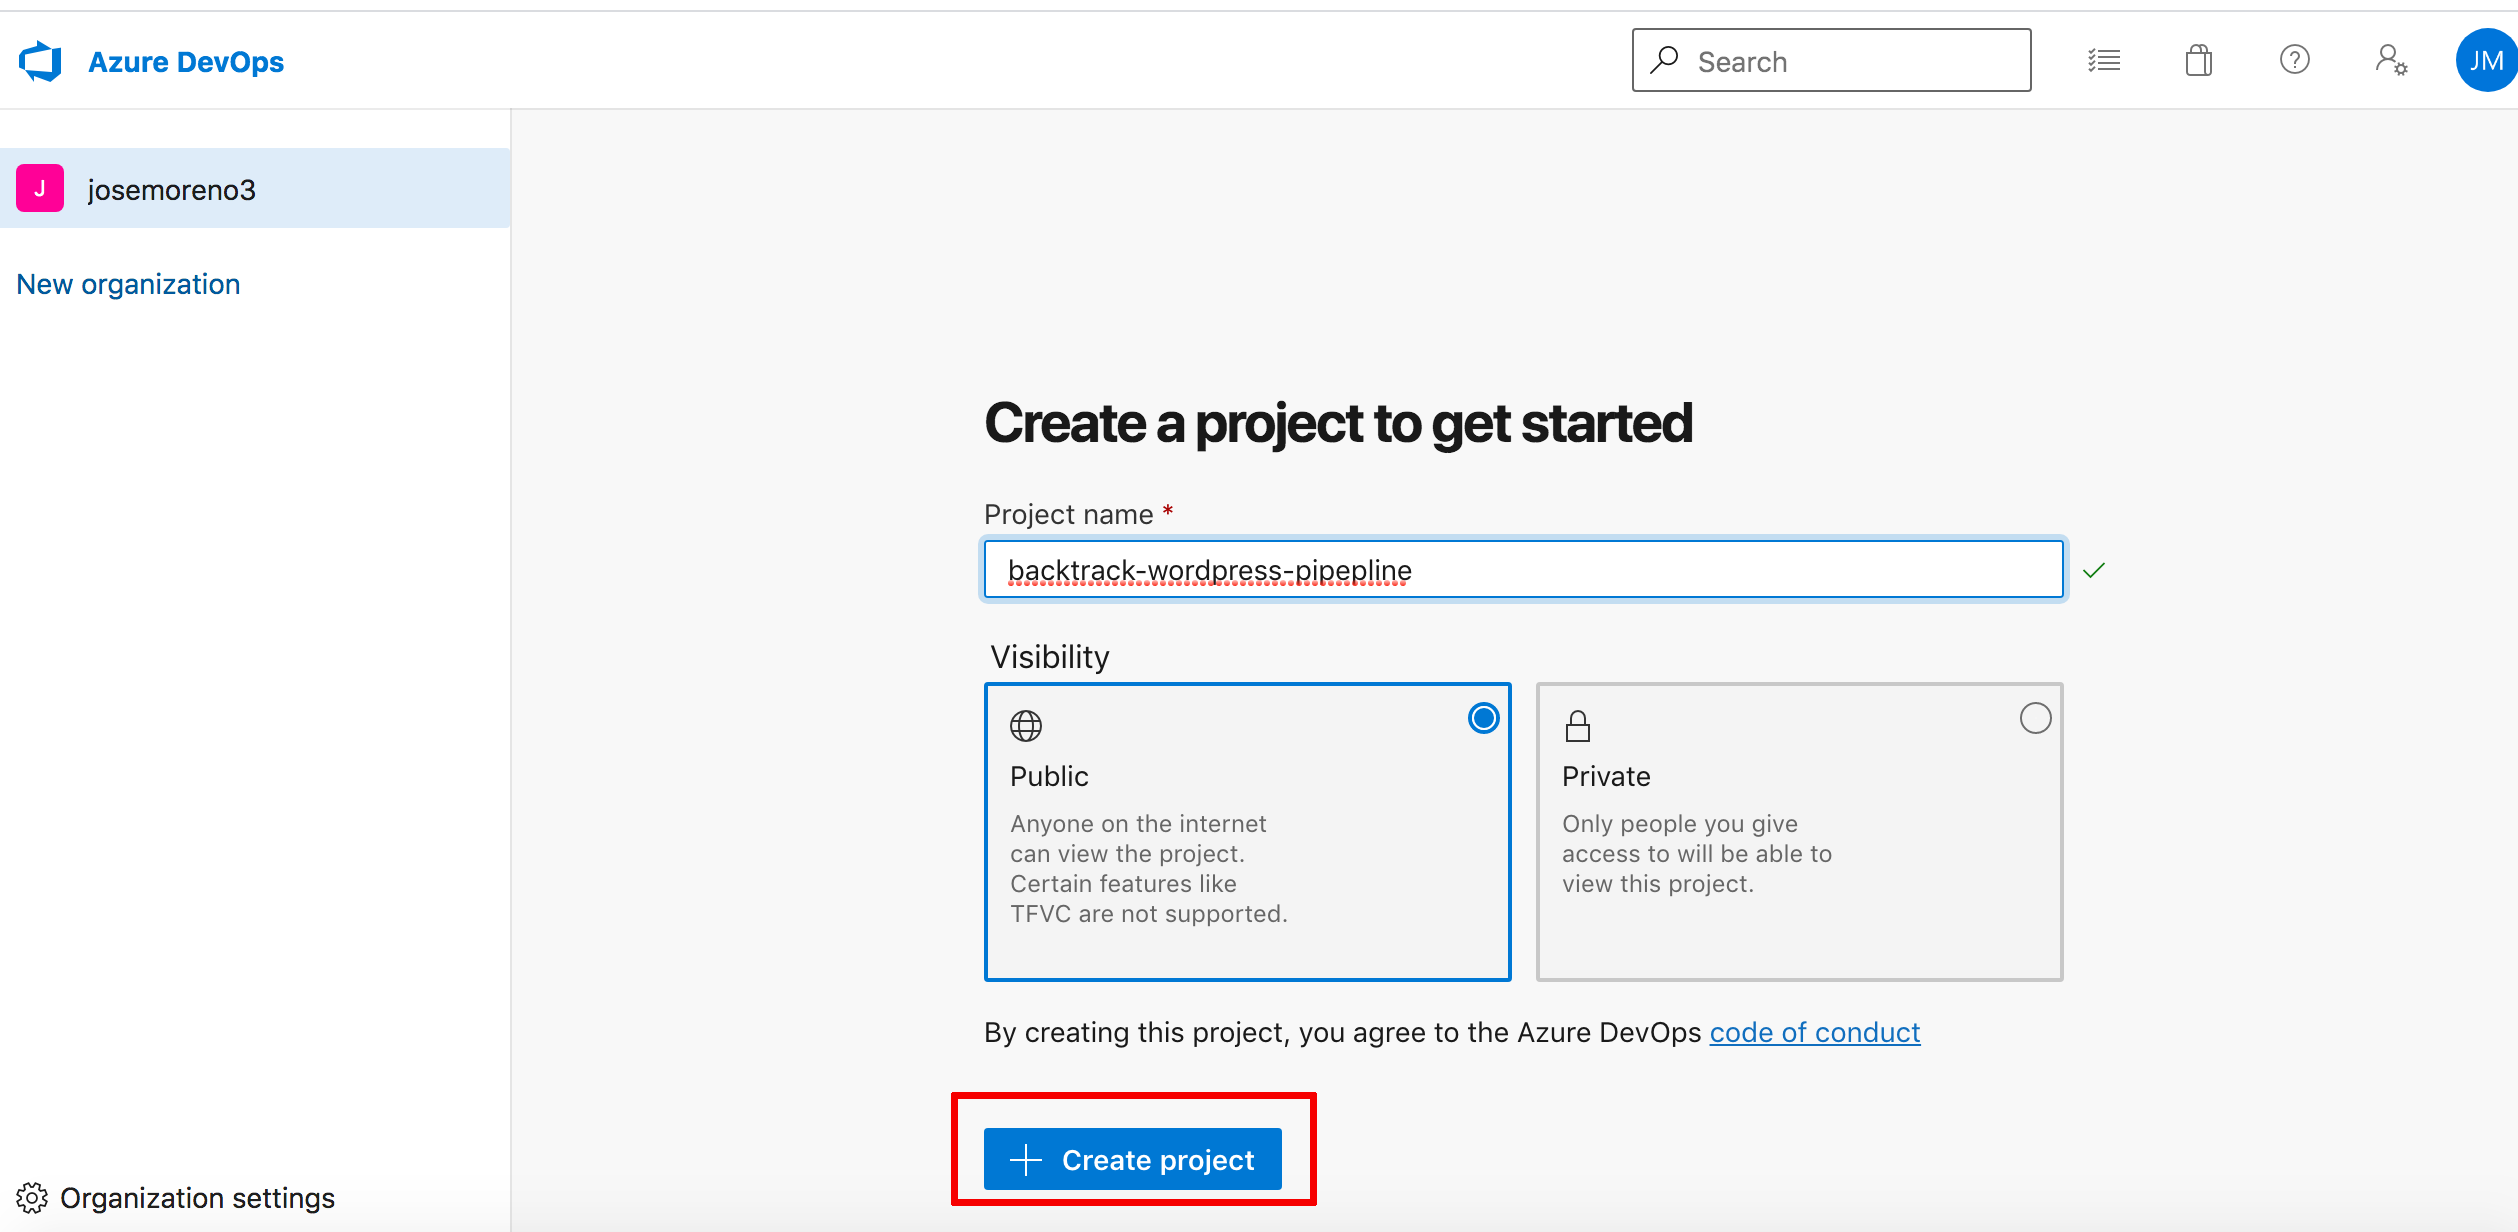 Azure DevOps
Search
JM
J
josemoreno3
New organization
Create a project to get started
Project name *
backtrack-wordpress-pipepline
Visibility
Public
Anyone on the internet
can view the project.
Certain features like
TFVC are not supported.
Private
Only people you give
access to will be able to
view this project.
By creating this project, you agree to the Azure DevOps code of conduct
Create project
Organization settings